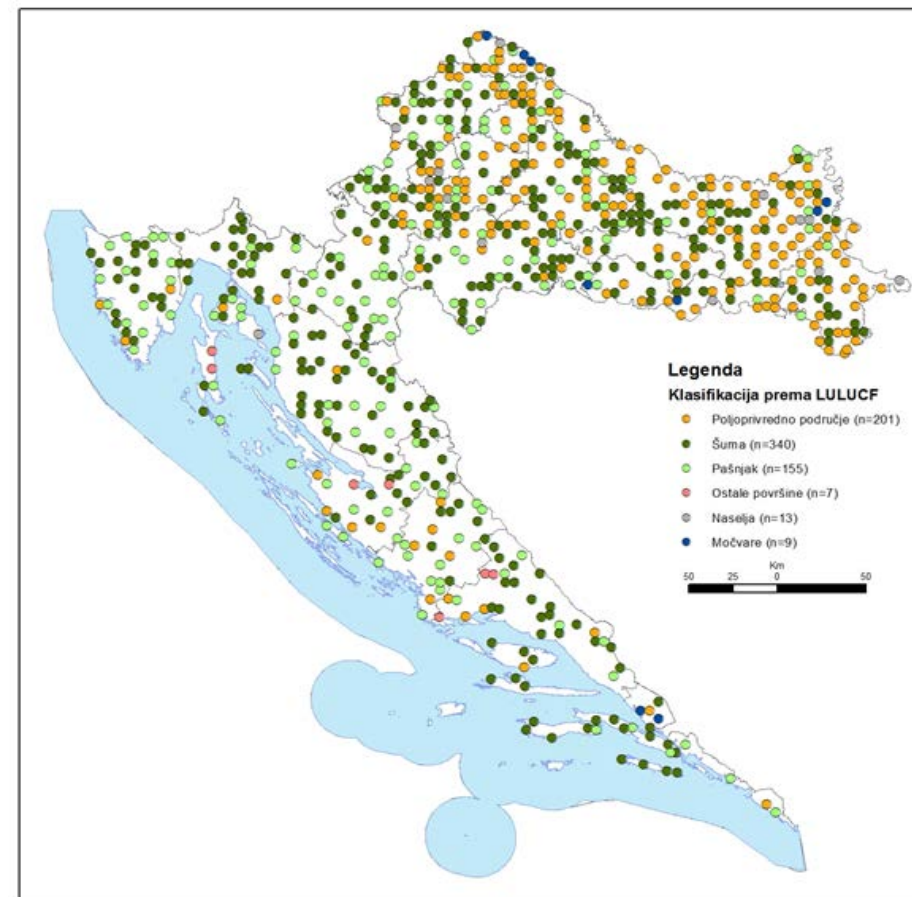 Legenda
Klasifikacija prema LULUCF
Poljoprivredno područje (n=201)
Šuma (n=340)
Pašnjak (n=155)
Ostale površine (n=7)
Naselja (n=13)
Močvare (n=9)
Km
50 25 0 50